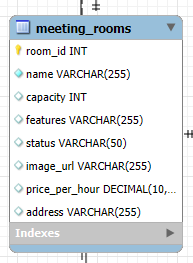 meeting_rooms
room_id INT
name VARCHAR(255)
capacity INT
features VARCHAR(255)
status VARCHAR(50)
image_url VARCHAR(255)
price_per_hour DECIMAL(10,...
address VARCHAR(255)
Indexes